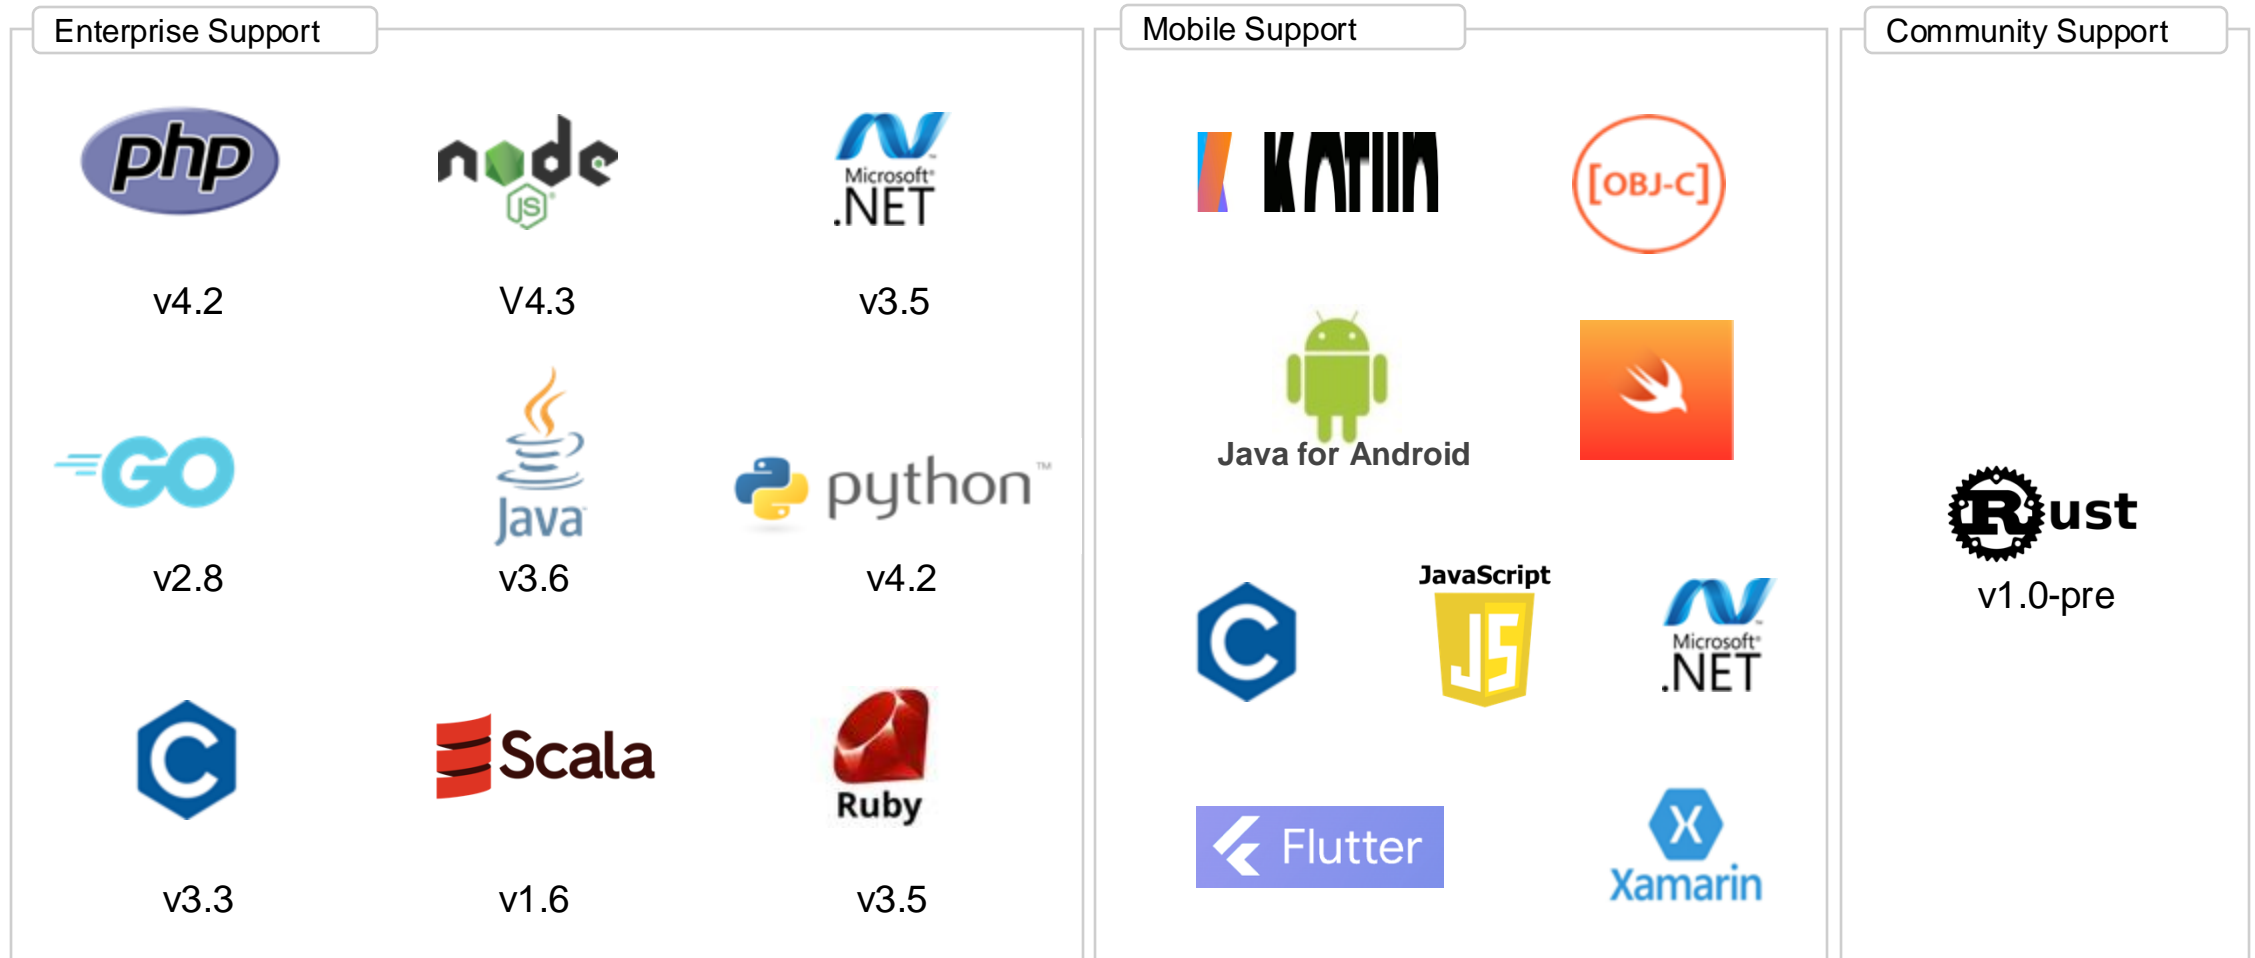 Enterprise Support
php
node
JS
Microsoft
.NET
v4.2
V4.3
v3.5
GO
Java
python™
v2.8
v3.6
v4.2
C
Scala
Ruby
v3.3
v1.6
v3.5
Mobile Support
Kotlin
[OBJ-C]
Java for Android
C
JavaScript
JS
Microsoft
.NET
Flutter
X
Xamarin
Community Support
Rust
v1.0-pre